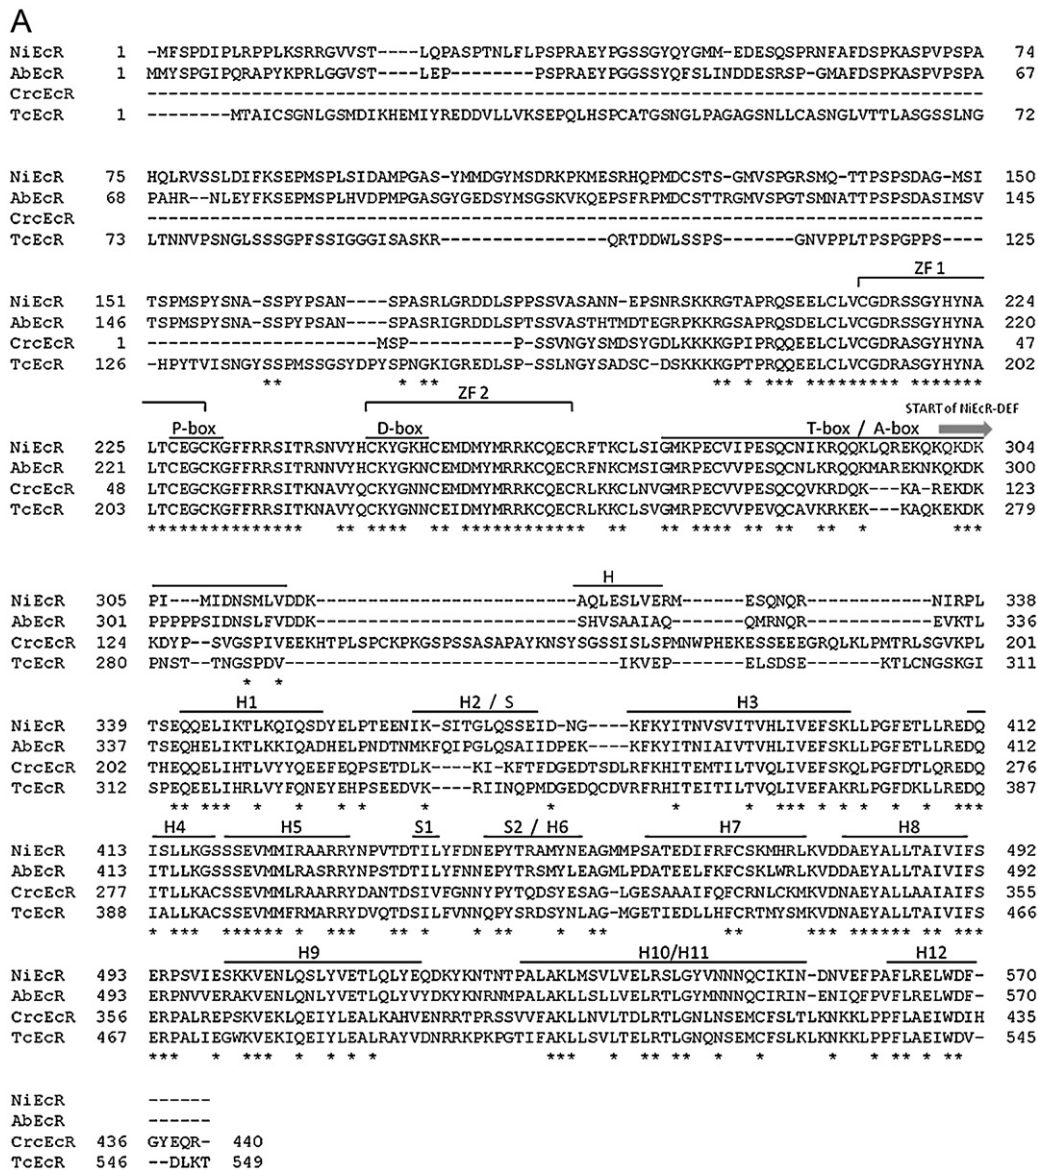 A
NiEcR 1 -MFSPDIPLRPPLKSRRGVVST----LQPASPTNLFLPSPRAEYPGSSGYQYGMM-EDESQSPRNFAFDSPKASPVPSPA 74
AbEcR 1 MMYSPGIPQRAPYKPRLGGVST----LEP--------PSPRAEYPGGSSYQFSLINDDESRSP-GMAFDSPKASPVPSPA 67
CrcEcR --------------------------------------------------------------------------------
TcEcR 1 --------MTAICSGNLGSMDIKHEMIYREDDVLLVKSEPQLHSPCATGSNGLPAGAGSNLLCASNGLVTTLASGSSLNG 72
NiEcR 75 HQLRVSSLDIFKSEPMSPLSIDAMPGAS-YMMDGYMSDRKPKMESRHQPMDCSTS-GMVSPGRSMQ-TTPSPSDAG-MSI 150
AbEcR 68 PAHR--NLEYFKSEPMSPLHVDPMPGASGYGEDSYMSGSKVKQEPSFRPMDCSTTRGMVSPGTSMNATTPSPSDASIMSV 145
CrcEcR --------------------------------------------------------------------------------
TcEcR 73 LTNNVPSNGLSSSGPFSSIGGGISASKR----------------QRTDDWLSSPS-------GNVPPLTPSPGPPS---- 125
ZF 1
NiEcR 151 TSPMSPYSNA-SSPYPSAN----SPASRLGRDDLSPPSSVASANN-EPSNRSKKRGTAPRQSEELCLVCGDRSSGYHYNA 224
AbEcR 146 TSPMSPYSNA-SSPYPSAN----SPASRIGRDDLSPTSSVASTHTMDTEGRPKKKRGSAPRQSDELCLVCGDRSSGYHYNA 220
CrcEcR 1 ----------------------MSP----------P-SSVNGYSMDSYGDLKKKKGPIPRQQEELCLVCGDRASGYHYNA 47
TcEcR 126 -HPYTVISNGYSSPMSSGSYDPYSPNGKIGREDLSP-SSLNGYSADSC-DSKKKKGPTPRQQEELCLVCGDRASGYHYNA 202
** * ** ** * *** ********* *******
ZF 2
START of NiEcR-DEF
P-box D-box T-box / A-box
NiEcR 225 LTCEGCKGFFRRSITRSNVYHCKYGKHCEMDMYMRRKCQECRFTKCLSIGMKPECVIPESQCNIKRQQKLQREKQKQKDK 304
AbEcR 221 LTCEGCKGFFRRSITKNAVYQCKYGNNCEMDMYMRRKCQECRFNKCMSIGMRPECVVPESQCNLKRQQKMAREKNKQKDK 300
CrcEcR 48 LTCEGCKGFFRRSITKNAVYQCKYGNNCEMDMYMRRKCQECRLKKCLNVGMRPECVVPESQCQVKRDQK---KA-REKDK 123
TcEcR 203 LTCEGCKGFFRRSITKNAVYQCKYGNNCEIDMYMRRKCQECRLKKCLSVGMRPECVVPEVQCAVKRKEK---KAQKEKDK 279
*************** ** **** *** ************ ** ** **** ** ** ** * ***
H
NiEcR 305 PI---MIDNSMLVDDK-------------------------AQLESLVERM------ESQNQR------------NIRPL 338
AbEcR 301 PPPPPSIDNSLFVDDK-------------------------SHVSAAIAQ-------QMRNQR------------EVKTL 336
CrcEcR 124 KDYP--SVGSPIVEEKHTPLSPCKPKGSPSSASAPAYKNSYSGSSSISLSPMNWPHEKESSEEEGRQLKLPMTRLSGVKPL 201
TcEcR 280 PNST--TNGSPDV--------------------------------IKVEP-------ELSDSE-------KTLCNGSKGI 311
* *
H1 H2 / S H3
NiEcR 339 TSEQQELIKTLKQIQSDYELPTEENIK-SITGLQSSEID-NG----KFKYITNVSVITVHLIVEFSKLLPGFETLLREDQ 412
AbEcR 337 TSEQHELIKTLKKIQADHELPNDTNMKFQIPGLQSAIIDPEK----KFKYITNIAIVTVHLIVEFSKLLPGFETLLREDQ 412
CrcEcR 202 THEQQELIHTLVYYQEEFEQPSETDLK----KI-KFTFDGEDTSDLRFKHITEMTILTVQLIVEFSKQLPGFDTLQREDQ 276
TcEcR 312 SPEQEELIHRLVYFQNEYEHPSEEDVK----RIINQPMDGEDQCDVRFRHITEITILTVQLIVEFAKRLPGFDKLLREDQ 387
** *** * * * * * * * ** * ** *** ** * * **** * ****
H4 H5 S1 S2 / H6 H7 H8
NiEcR 413 ISLLKGSSSEVMMIRAARRYNPVTDTILYFDNEPYTRAMYNEAGMMPSATEDIFRFCSKMHRLKVDDAEYALLTAIVIFS 492
AbEcR 413 ITLLKGSSSEVMMLRASRRYNPSTDTILYFNNEPYTRSMYLEAGMLPDATEELFKFCSKLWRLKVDDAEYALLTAIVIFS 492
CrcEcR 277 ITLLKACSSEVMMLRAARRYDANTDSIVFGNNYPYTQDSYESAG-LGESAAAIFQFCRNLCKMKVDNAEYALLAAIAIFS 355
TcEcR 388 IALLKACSSEVMMFRMARRYDVQTDSILFVNNQPYSRDSYNLAG-MGETIEDLLHFCRTMYSMKVDNAEYALLTAIVIFS 466
* *** ****** * *** ** * * ** * ** ** *** ****** ** ***
H9 H10/H11 H12
NiEcR 493 ERPSVIESKKVENLQSLYVETLQLYEQDKYKNTNTPALAKLMSVLVELRSLGYVNNNQCIKIN-DNVEFPAFLRELWDF- 570
AbEcR 493 ERPNVVERAKVENLQNLYVETLQLYVYDKYKNRNMPALAKLLSLLVELRTLGYMNNNQCIRIN-ENIQFPVFLRELWDF- 570
CrcEcR 356 ERPALREPSKVEKLQEIYLEALKAHVENRRTPRSSVVFAKLLNVLTDLRTLGNLNSEMCFSLTLKNKKLPPFLAEIWDIH 435
TcEcR 467 ERPALIEGWKVEKIQEIYLEALRAYVDNRRKPKPGTIFAKLLSVLTELRTLGNQNSEMCFSLKLKNKKLPPFLAEIWDV- 545
*** * *** * * * * *** * ** ** * * * * ** * **
NiEcR ------
AbEcR ------
CrcEcR 436 GYEQR- 440
TcEcR 546 --DLKT 549